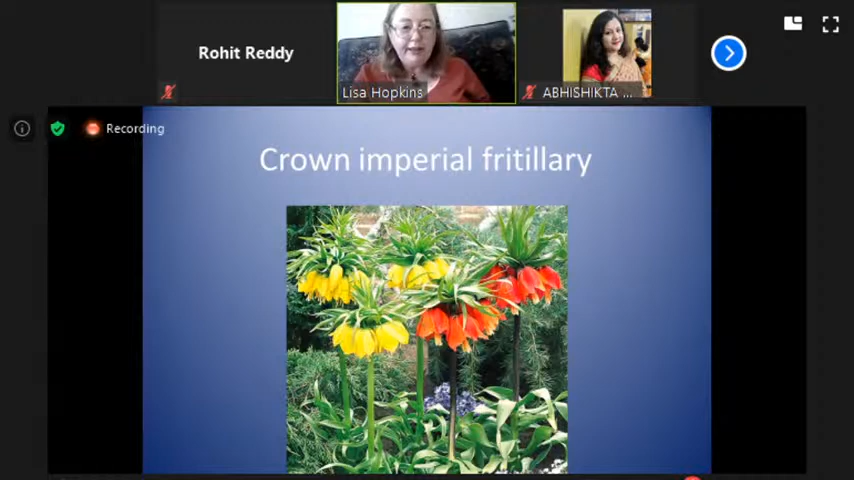 Rohit Reddy
Lisa Hopkins
ABHISHIKTA ...
Recording
Crown imperial fritillary